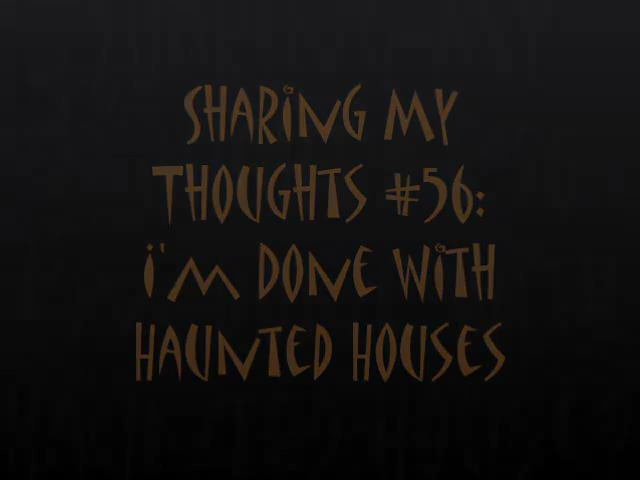 SHARiNG MY
THOUGHTS #56:
i'M DONE WiTH
HAUNTED HOUSES